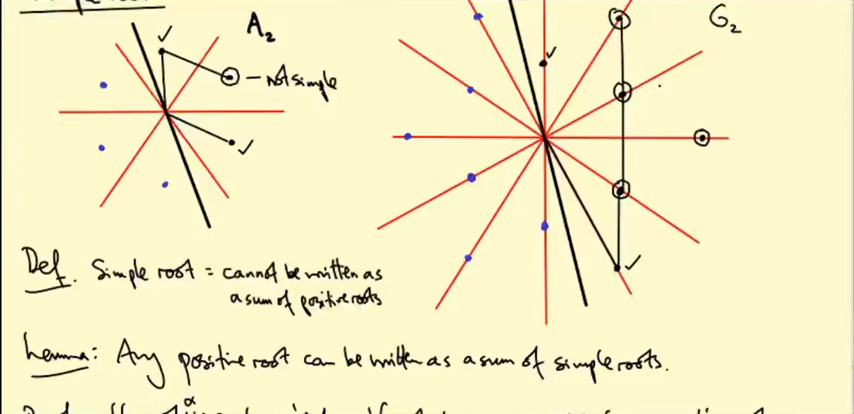 A₂
G₂
- not simple
Def. Simple root = cannot be written as
a sum of positive roots
Lemma: Any positive root can be written as a sum of simple roots.